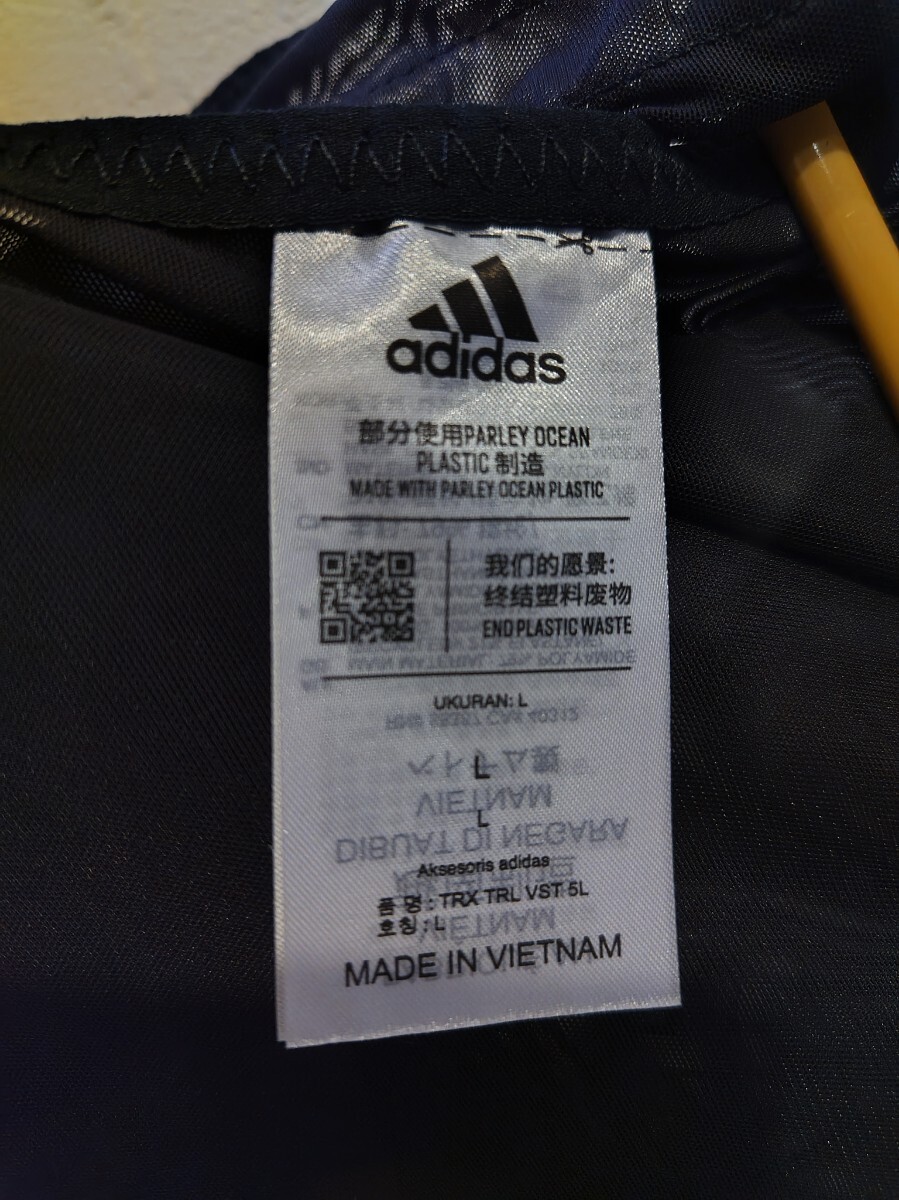 adidas
部分使用PARLEY OCEAN
PLASTIC 制造
MADE WITH PARLEY OCEAN PLASTIC
我们的愿景:
终结塑料废物
END PLASTIC WASTE
UKURAN: L
L
L
Aksesoris adidas
품 명 : TRX TRL VST 5L
호칭 : L
MADE IN VIETNAM